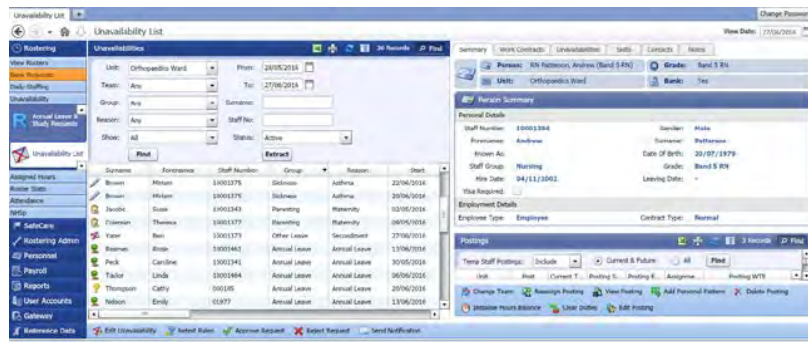 Unavailability List
Change Password
Unavailability List
View Date: 27/06/2016
Rostering
View Rosters
Daily Staffing
Unavailability
Annual Leave & Study Requests
Unavailability List
Assigned Hours
Roster Stats
Attendance
SafeCare
Rostering Admin
Personnel
Payroll
Reports
User Accounts
Gateway
Reference Data
Unavailabilities
36 Records
Find
Unit: Orthopaedics Ward From: 28/05/2016
Team: Any To: 27/06/2016
Group: Any Surname:
Reason: Any Staff No:
Show: All Status: Active
Find Extract
Surname Forenames Staff Number Group Reason Start
Brown Miriam 10001375 Sickness Asthma 22/06/2016
Brown Miriam 10001375 Sickness Asthma 20/06/2016
Jacobs Susie 10001343 Parenting Maternity 02/05/2016
Coleman Theresa 10001377 Parenting Maternity 09/05/2016
Yates Ben 10001379 Other Leave Secondment 27/06/2016
Rosie 10001463 Annual Leave Annual Leave 13/06/2016
Peck Caroline 10001341 Annual Leave Annual Leave 30/05/2016
Taylor Linda 10001464 Annual Leave Annual Leave 06/06/2016
Thompson Cathy 000185 Annual Leave Annual Leave 20/06/2016
Nelson Emily 01977 Annual Leave Annual Leave 13/06/2016
Edit Unavailability Retest Rules Approve Request Reject Request Send Notification
Summary Work Contracts Unavailabilities Skills Contacts Notes
Person: RN Patterson, Andrew (Band 5 RN) Grade: Band 5 RN
Unit: Orthopaedics Ward Bank: Yes
Person Summary
Personal Details
Staff Number: 10001384 Gender: Male
Forenames: Andrew Surname: Patterson
Known As: Date Of Birth: 20/07/1979
Staff Group: Nursing Grade: Band 5 RN
Hire Date: 04/11/2002 Leaving Date: -
Visa Required:
Employment Details
Employee Type: Employee Contract Type: Normal
Postings 3 Records Find
Temp Staff Postings: Include Current & Future All Find
Unit Post Current T... Posting S... Posting E... Assignme... Posting WTE
Change Team Reassign Posting View Posting Add Personal Pattern Delete Posting
Initialise Hours Balance Clear Duties Edit Posting